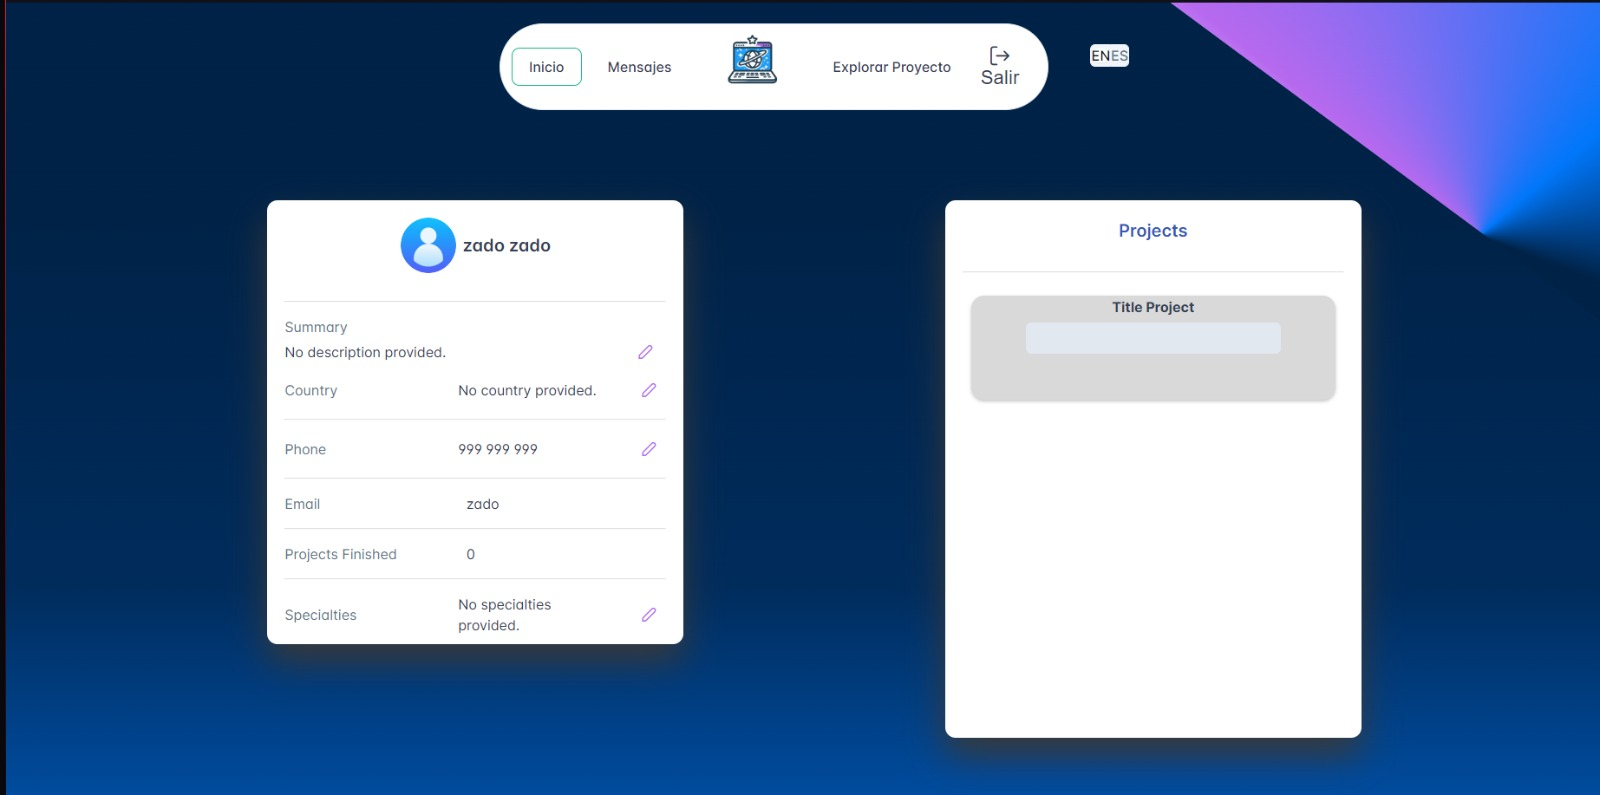 Inicio
Mensajes
Explorar Proyecto
Salir
ENES
zado zado
Summary
No description provided.
Country
No country provided.
Phone
999 999 999
Email
zado
Projects Finished
0
Specialties
No specialties
provided.
Projects
Title Project